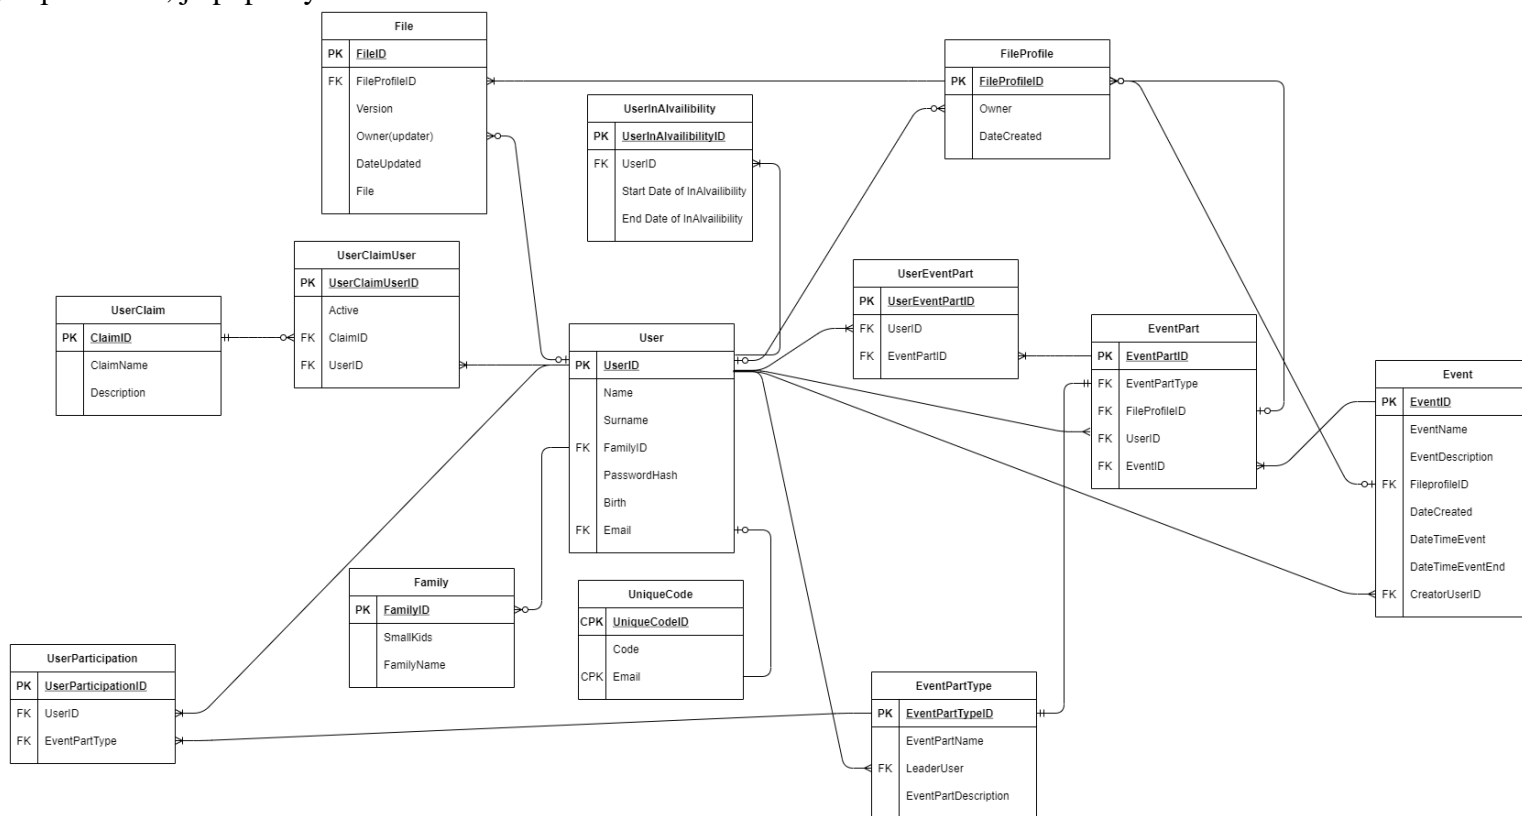 File
PK FileID
FK FileProfileID
Version
Owner(updater)
DateUpdated
File
FileProfile
PK FileProfileID
Owner
DateCreated
UserInAlvailibility
PK UserInAlvailibilityID
FK UserID
Start Date of InAlvailibility
End Date of InAlvailibility
UserClaimUser
PK UserClaimUserID
Active
FK ClaimID
FK UserID
UserClaim
PK ClaimID
ClaimName
Description
User
PK UserID
Name
Surname
FK FamilyID
PasswordHash
Birth
FK Email
UserEventPart
PK UserEventPartID
FK UserID
FK EventPartID
EventPart
PK EventPartID
FK EventPartType
FK FileProfileID
FK UserID
FK EventID
Event
PK EventID
EventName
EventDescription
FK FileprofileID
DateCreated
DateTimeEvent
DateTimeEventEnd
FK CreatorUserID
Family
PK FamilyID
SmallKids
FamilyName
UniqueCode
CPK UniqueCodeID
Code
CPK Email
UserParticipation
PK UserParticipationID
FK UserID
FK EventPartType
EventPartType
PK EventPartTypeID
EventPartName
FK LeaderUser
EventPartDescription